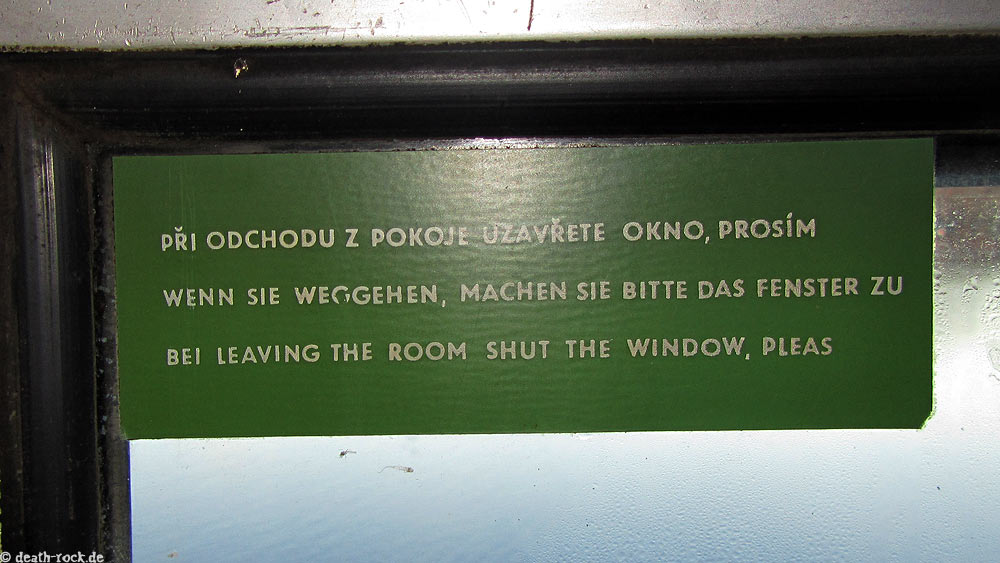 PŘI ODCHODU Z POKOJE UZAVŘETE OKNO, PROSÍM
WENN SIE WEGGEHEN, MACHEN SIE BITTE DAS FENSTER ZU
BEI LEAVING THE ROOM SHUT THE WINDOW, PLEAS
© death-rock.de